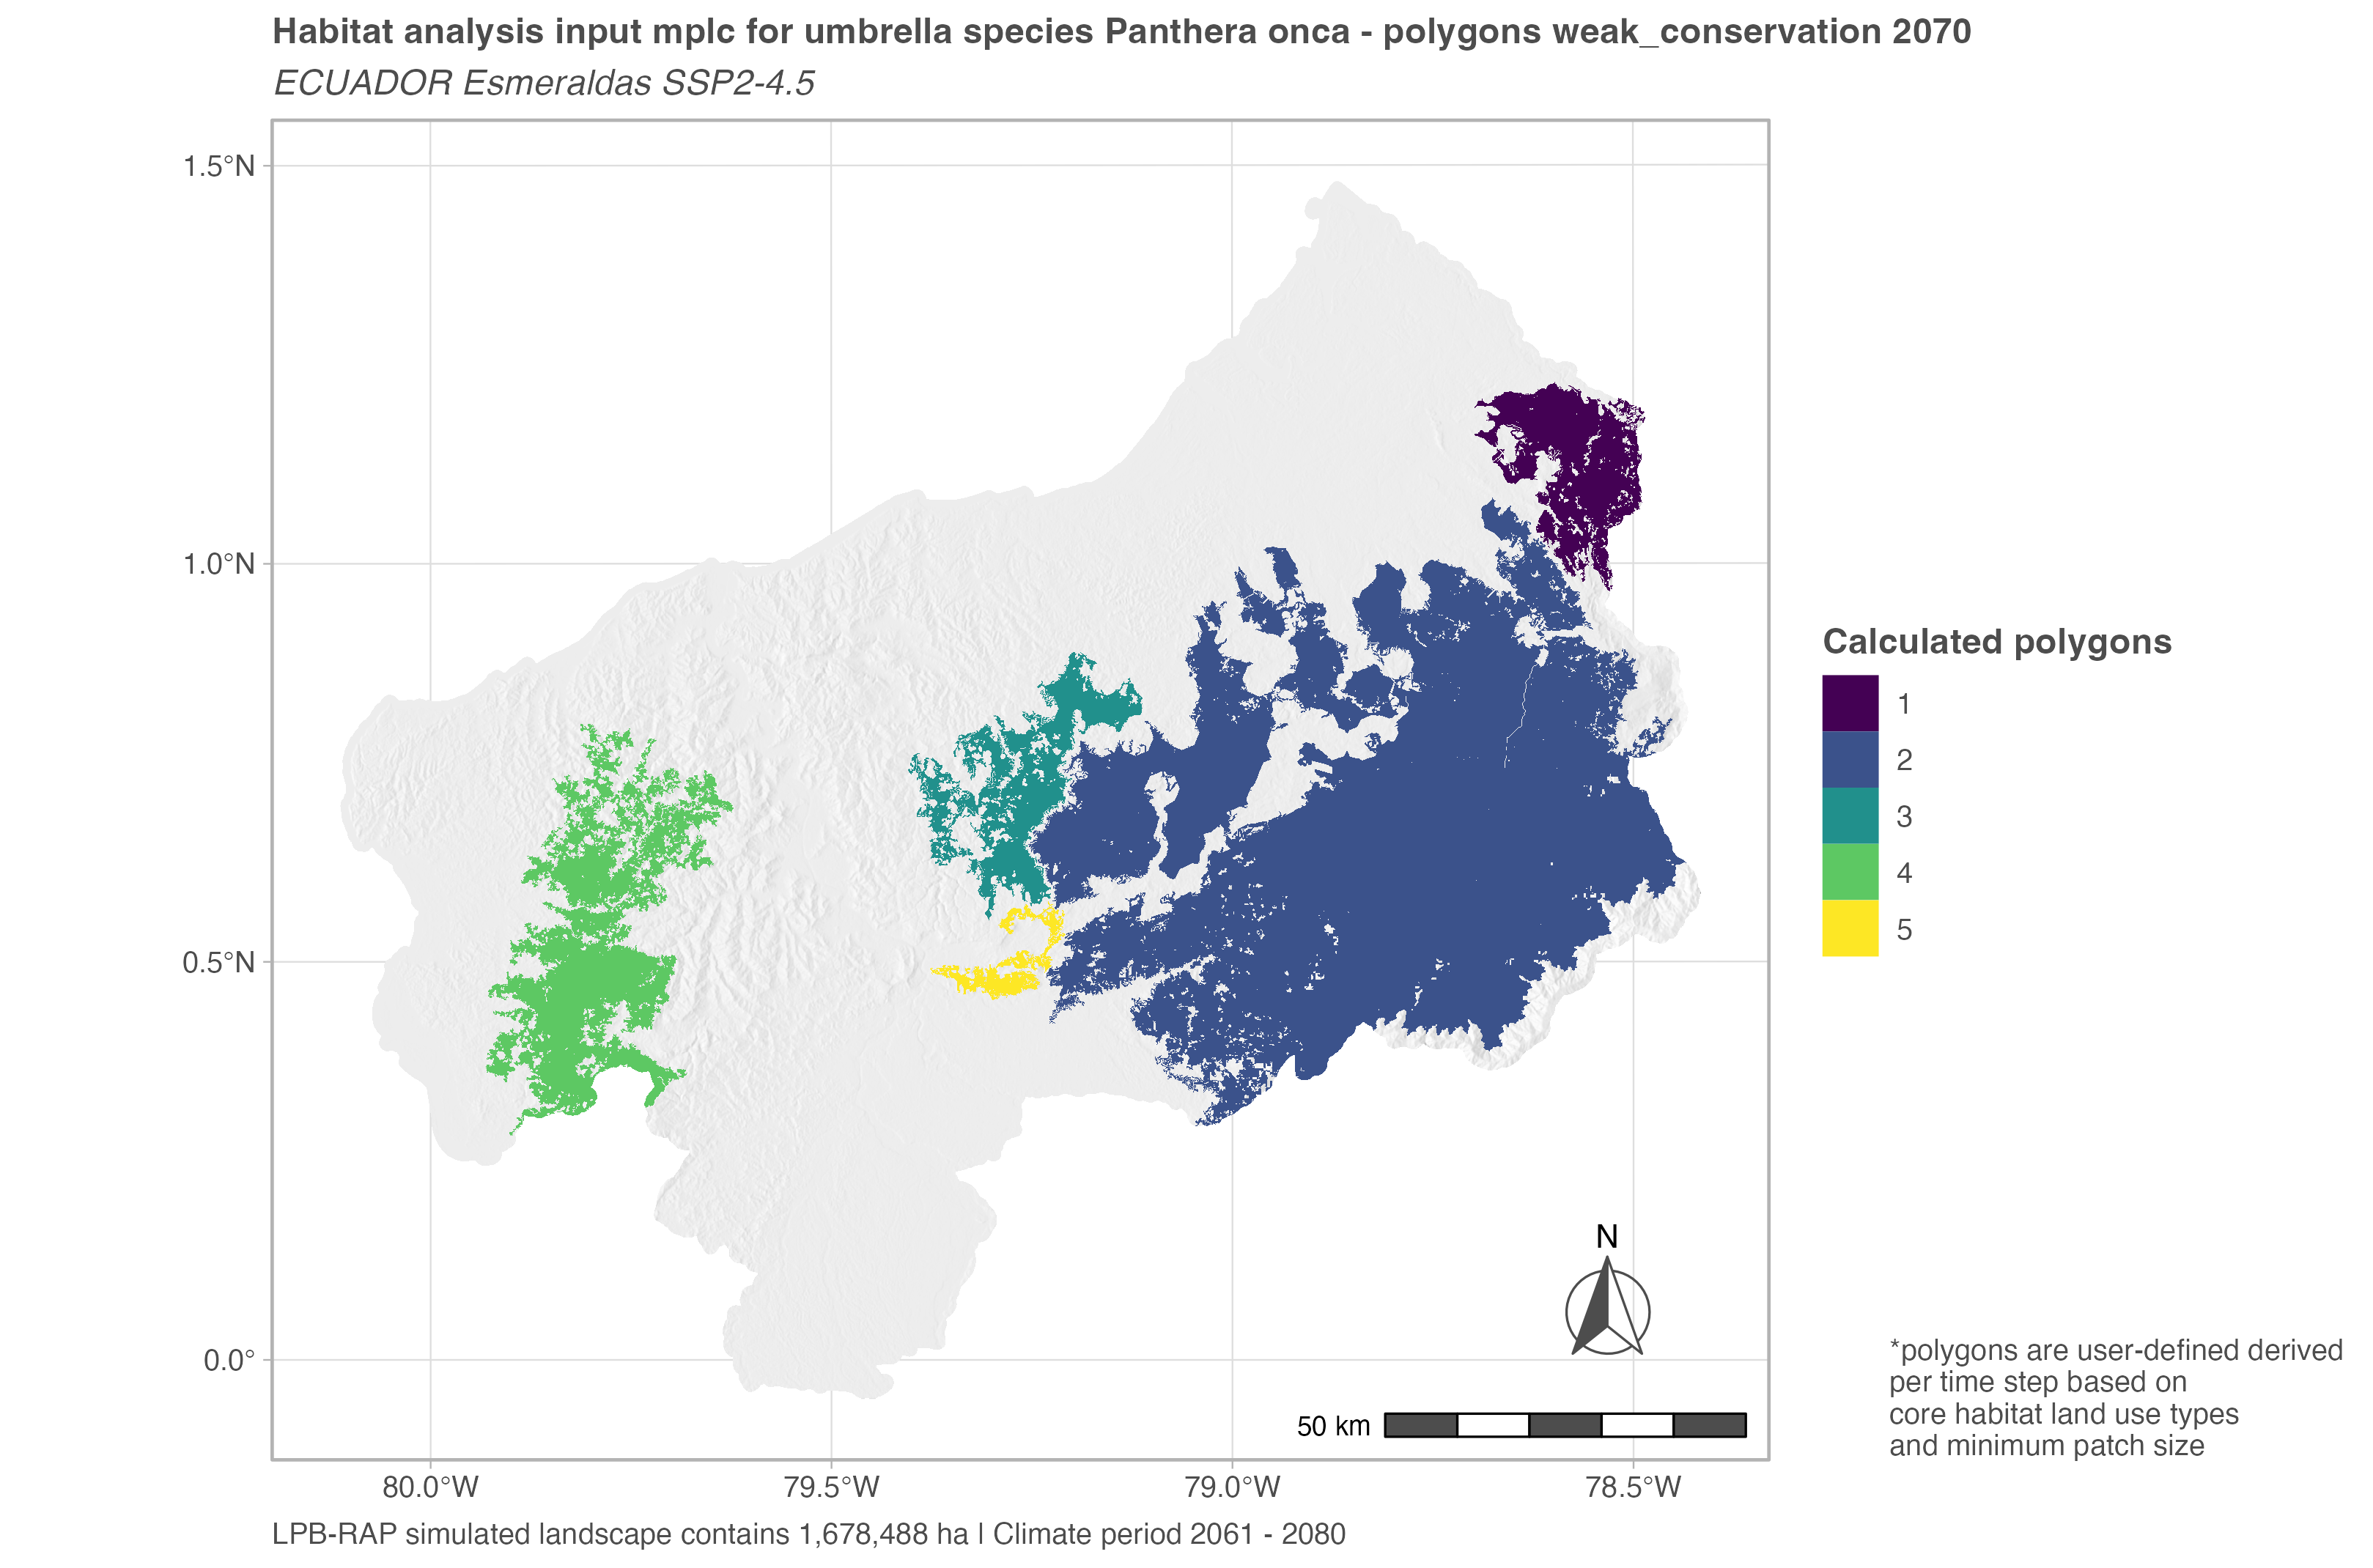 Habitat analysis input mplc for umbrella species Panthera onca - polygons weak_conservation 2070
ECUADOR Esmeraldas SSP2-4.5
1.5°N
1.0°N
0.5°N
0.0°
80.0°W
79.5°W
79.0°W
78.5°W
N
50 km
Calculated polygons
1
2
3
4
5
*polygons are user-defined derived
per time step based on
core habitat land use types
and minimum patch size
LPB-RAP simulated landscape contains 1,678,488 ha | Climate period 2061 - 2080